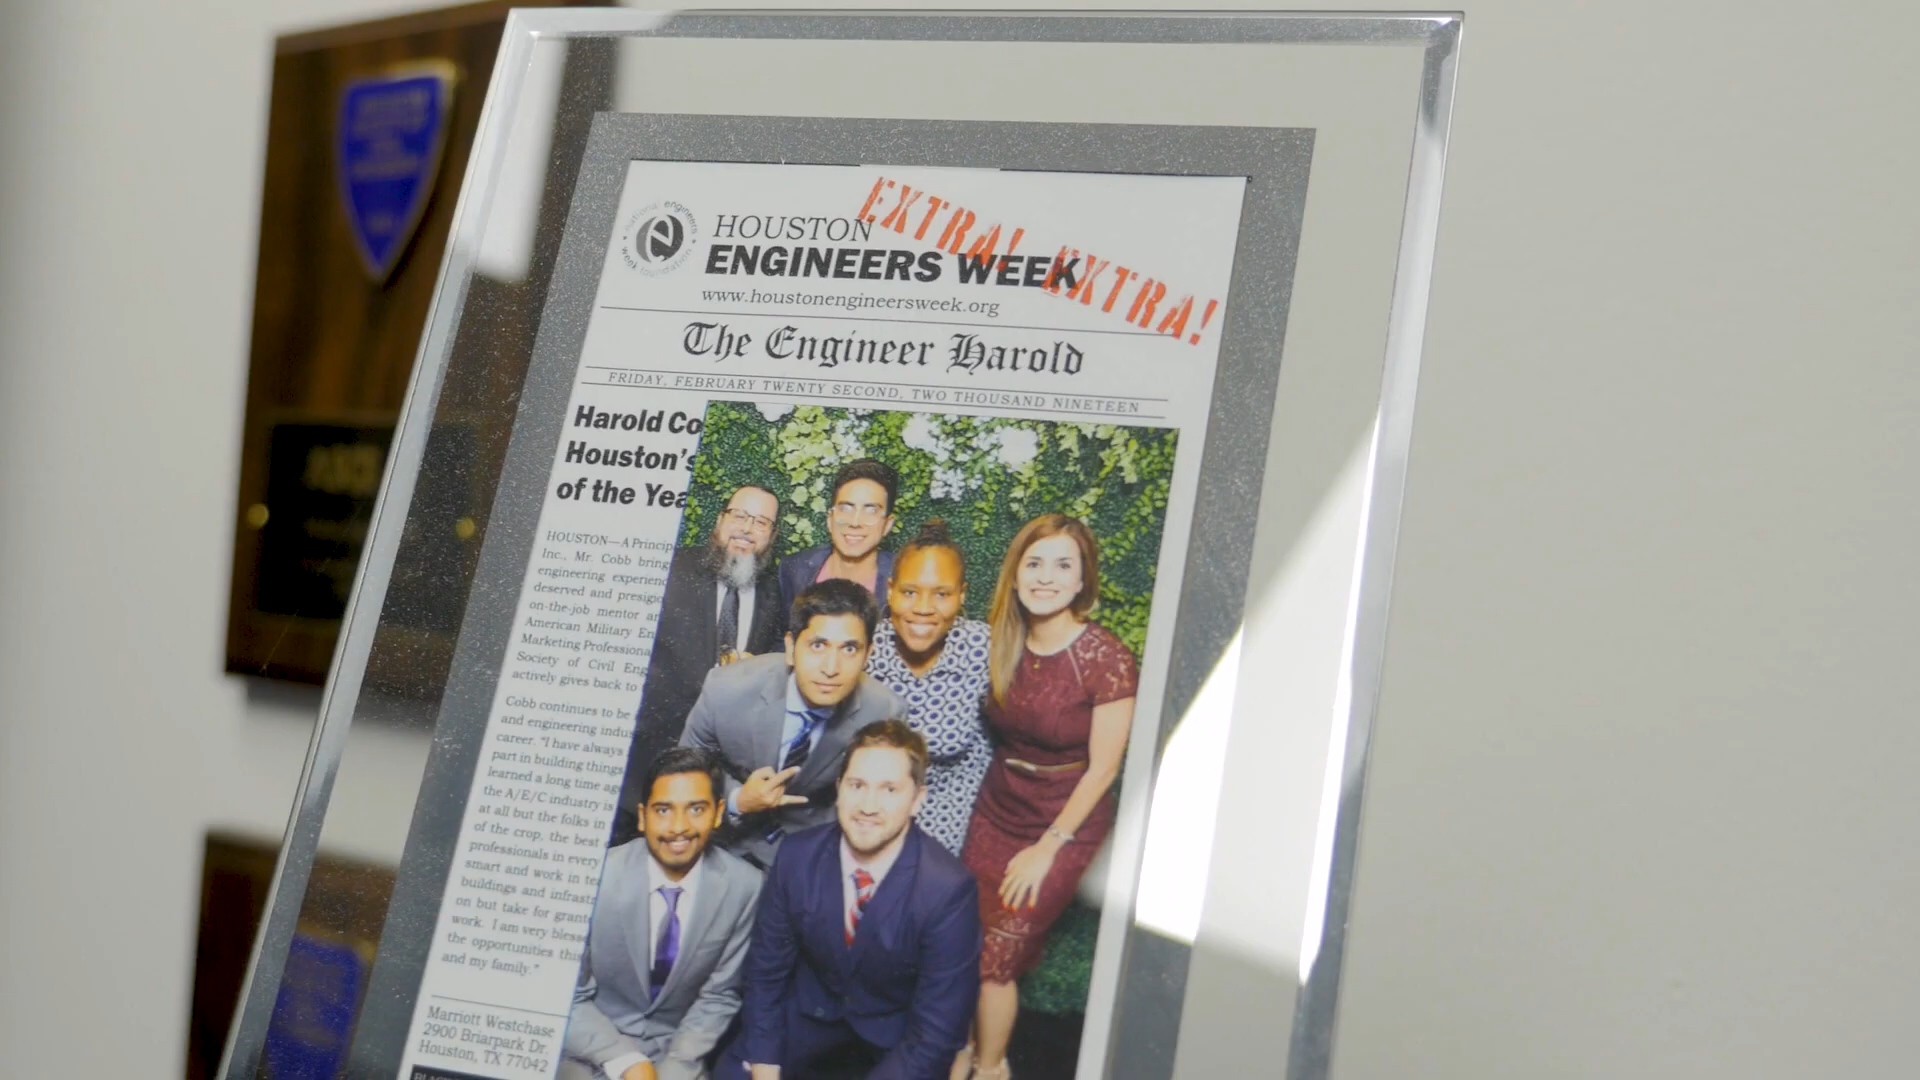 EXTRA! EXTRA!
national engineers week foundation
HOUSTON
ENGINEERS WEEK
www.houstonengineersweek.org
The Engineer Harold
FRIDAY, FEBRUARY TWENTY SECOND, TWO THOUSAND NINETEEN
Harold Co
Houston's
of the Yea
HOUSTON—A Princip
Inc., Mr. Cobb bring
engineering experienc
deserved and presigio
on-the-job mentor an
American Military En
Marketing Professiona
Society of Civil Eng
actively gives back to
Cobb continues to be
and engineering indus
career. "I have always
part in building things
learned a long time ag
the A/E/C industry is
at all but the folks in
of the crop, the best
professionals in every
smart and work in te
buildings and infrast
on but take for grant
work. I am very blesse
the opportunities this
and my family."
Marriott Westchase
2900 Briarpark Dr.
Houston, TX 77042